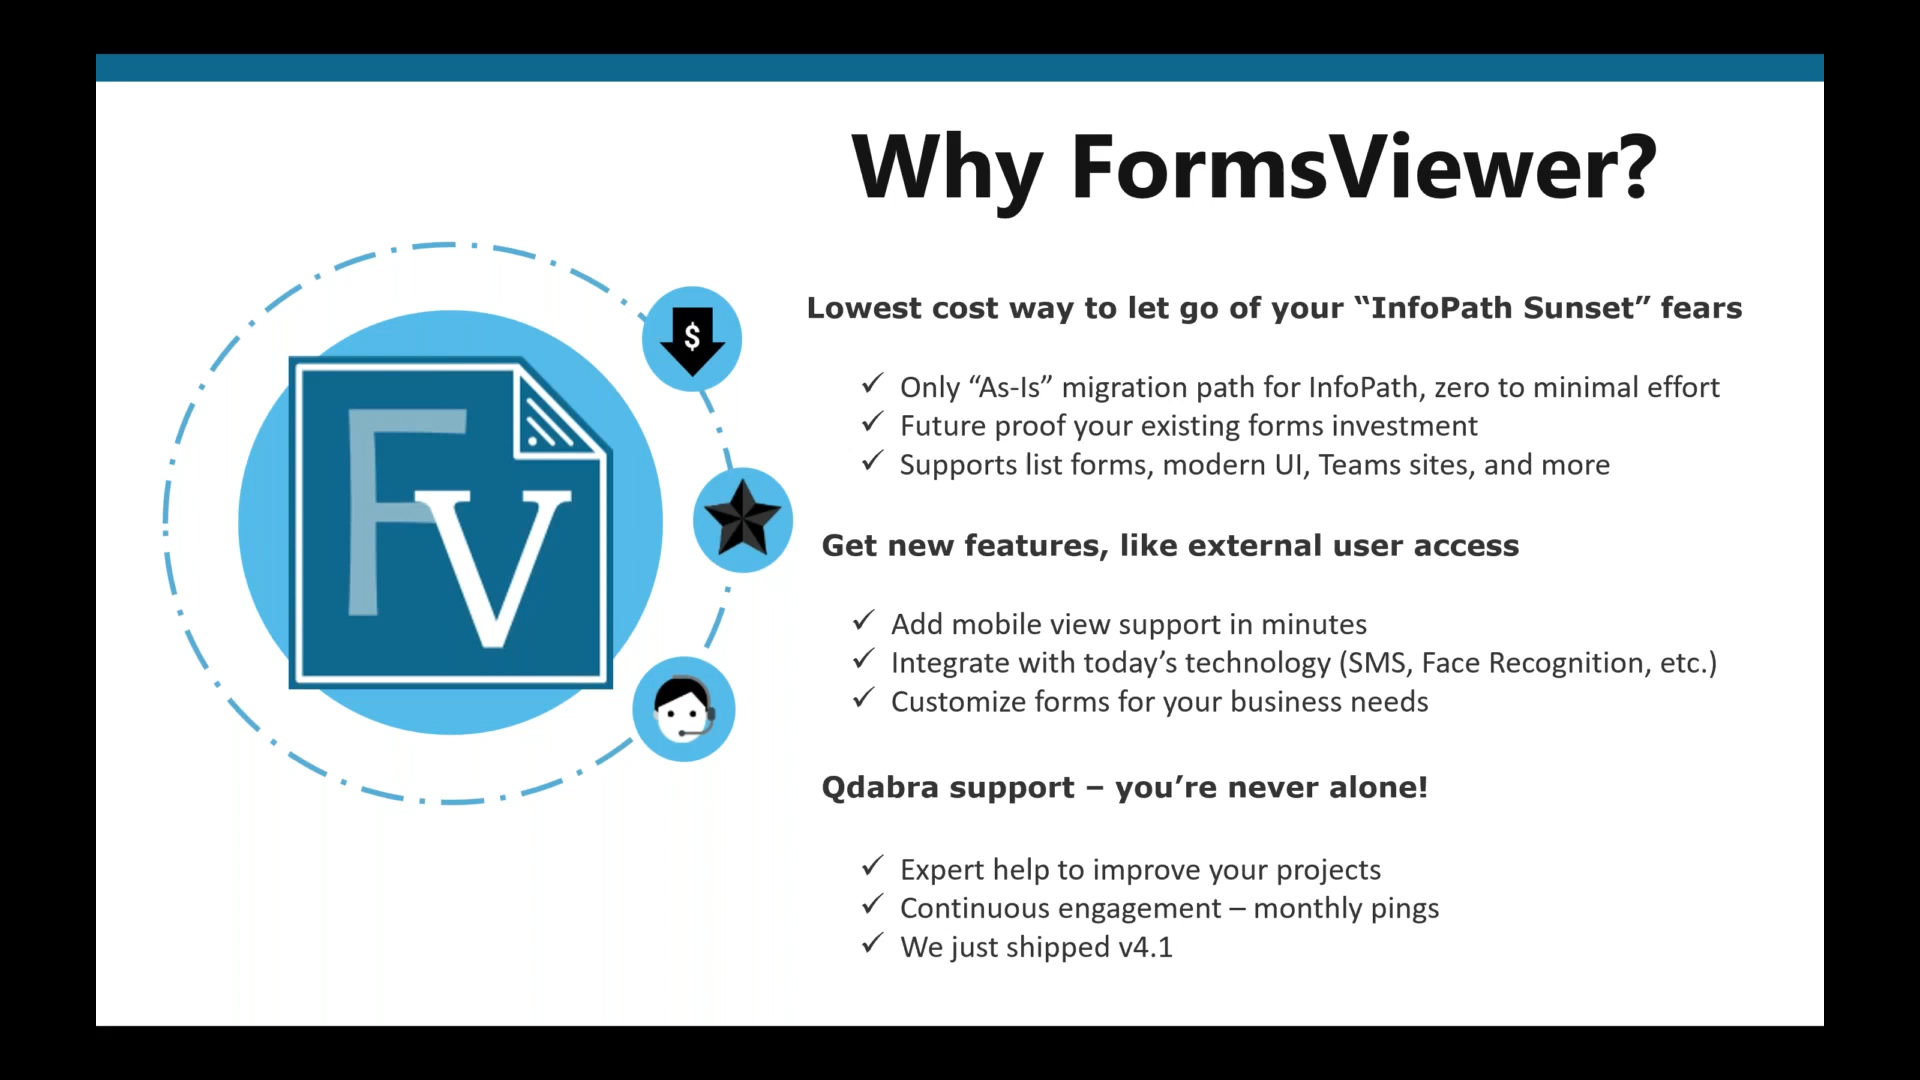 Why FormsViewer?
Lowest cost way to let go of your “InfoPath Sunset” fears
$
✓ Only “As-Is” migration path for InfoPath, zero to minimal effort
✓ Future proof your existing forms investment
✓ Supports list forms, modern UI, Teams sites, and more
FV
Get new features, like external user access
✓ Add mobile view support in minutes
✓ Integrate with today’s technology (SMS, Face Recognition, etc.)
✓ Customize forms for your business needs
Qdabra support – you’re never alone!
✓ Expert help to improve your projects
✓ Continuous engagement – monthly pings
✓ We just shipped v4.1